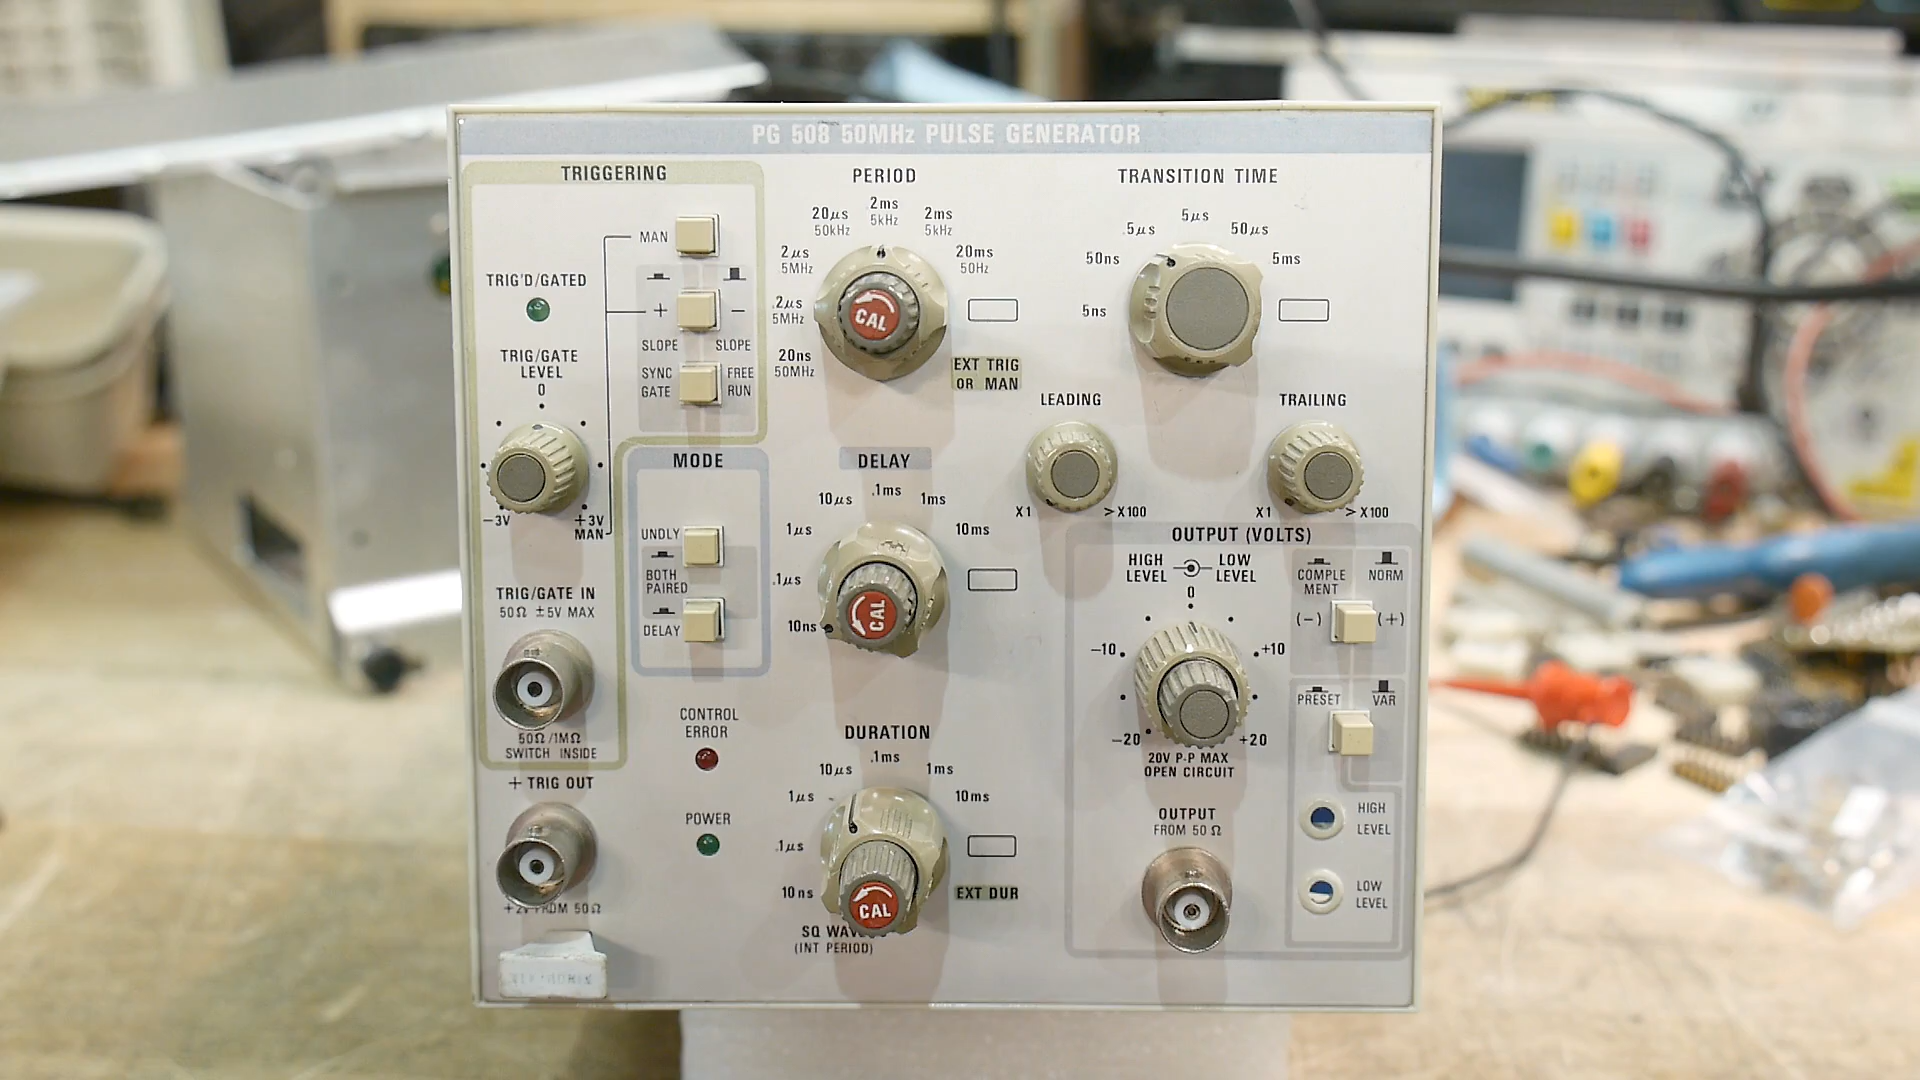 PG 508 50MHz PULSE GENERATOR
TRIGGERING
MAN
TRIG'D/GATED
+ −
SLOPE SLOPE
TRIG/GATE
LEVEL
0
SYNC FREE
GATE RUN
−3V +3V
MAN
TRIG/GATE IN
50Ω ±5V MAX
50Ω/1MΩ
SWITCH INSIDE
+ TRIG OUT
+2V FROM 50Ω
MODE
UNDLY
BOTH
PAIRED
DELAY
CONTROL
ERROR
POWER
PERIOD
20ns
50MHz
.2µs
5MHz
2µs
5MHz
20µs
50kHz
.2ms
5kHz
2ms
5kHz
20ms
50Hz
CAL
EXT TRIG
OR MAN
DELAY
10ns
.1µs
1µs
10µs
.1ms
1ms
10ms
CAL
DURATION
10ns
.1µs
1µs
10µs
.1ms
1ms
10ms
CAL
EXT DUR
SQ WAVE
(INT PERIOD)
TRANSITION TIME
5ns
50ns
.5µs
5µs
50µs
.5ms
LEADING
X1 >X100
TRAILING
X1 >X100
OUTPUT (VOLTS)
HIGH LOW
LEVEL LEVEL
0
−10 +10
−20 +20
20V P-P MAX
OPEN CIRCUIT
COMPLE NORM
MENT
(−) (+)
PRESET VAR
HIGH
LEVEL
LOW
LEVEL
OUTPUT
FROM 50Ω